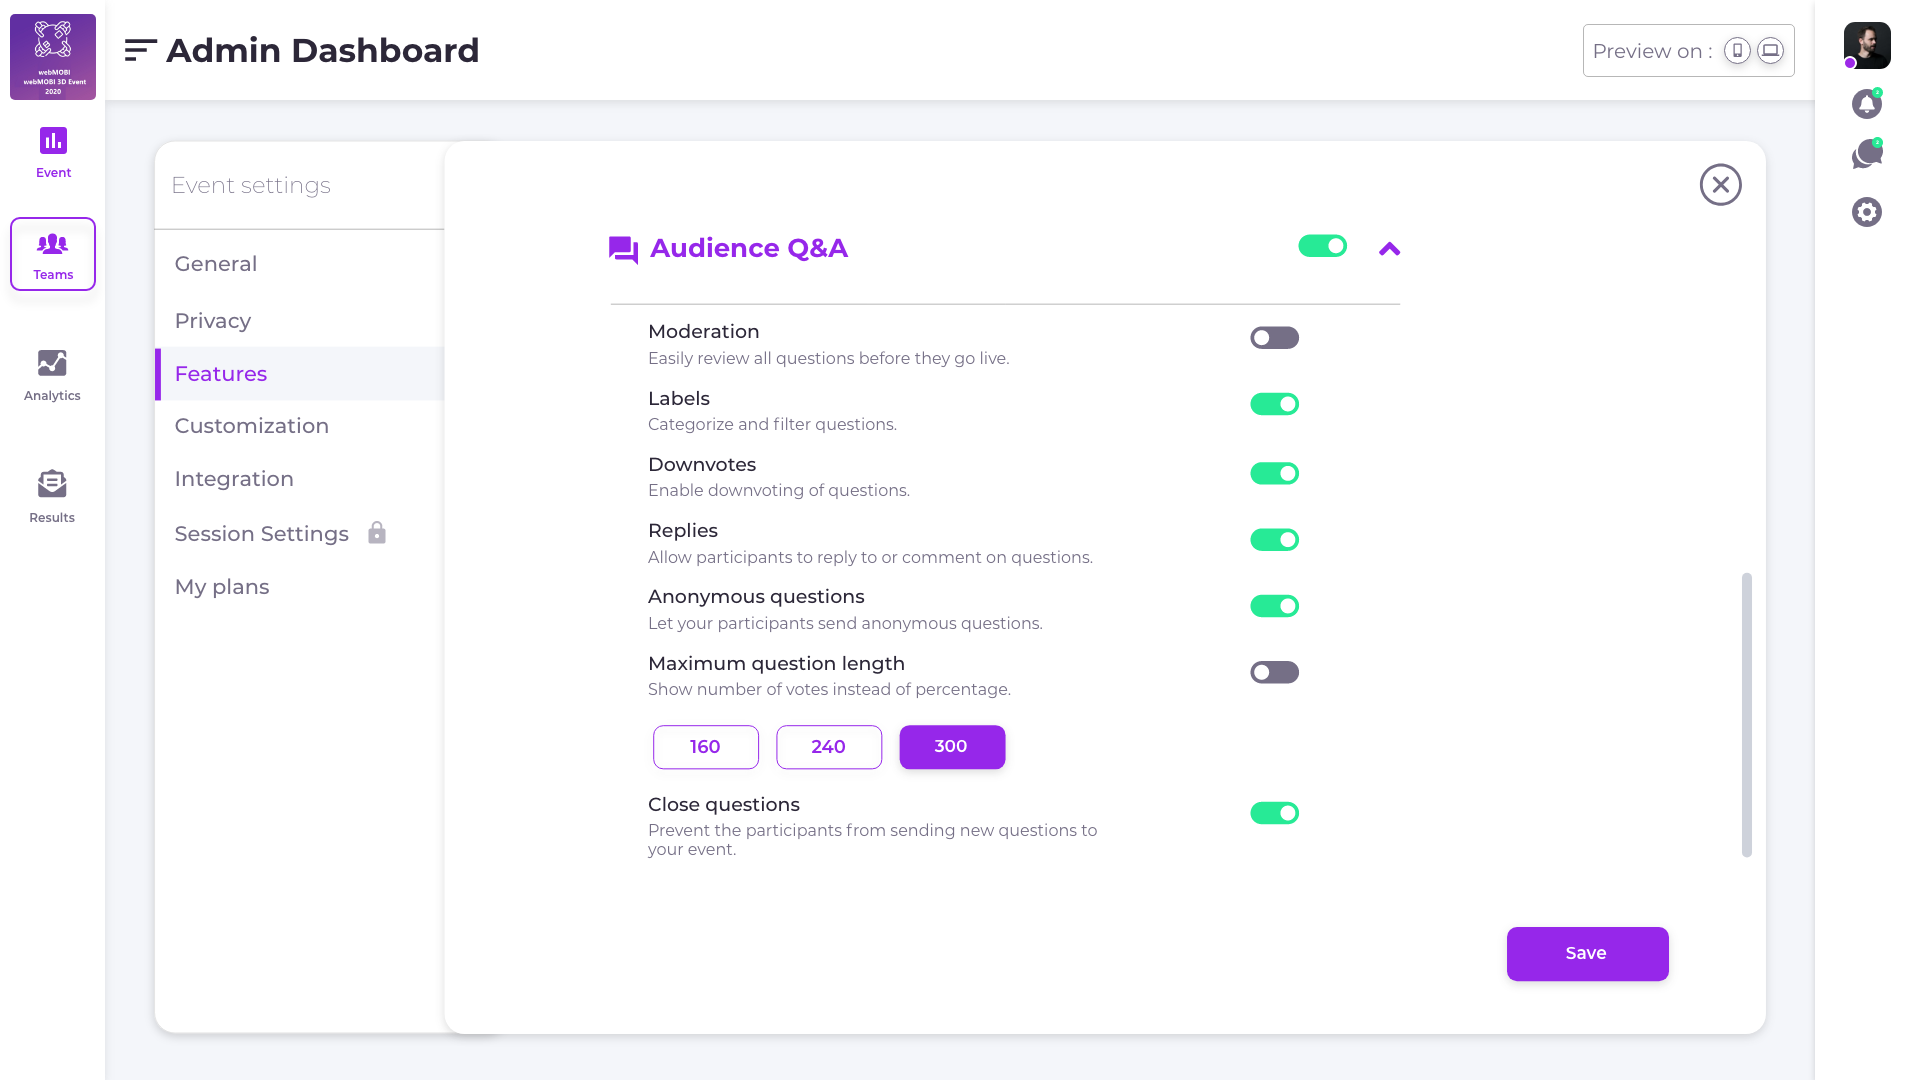 webMOBI
webMOBI 3D Event
2020
Admin Dashboard
Preview on :
Event
Teams
Analytics
Results
Event settings
General
Privacy
Features
Customization
Integration
Session Settings
My plans
Audience Q&A
Moderation
Easily review all questions before they go live.
Labels
Categorize and filter questions.
Downvotes
Enable downvoting of questions.
Replies
Allow participants to reply to or comment on questions.
Anonymous questions
Let your participants send anonymous questions.
Maximum question length
Show number of votes instead of percentage.
160 240 300
Close questions
Prevent the participants from sending new questions to
your event.
Save